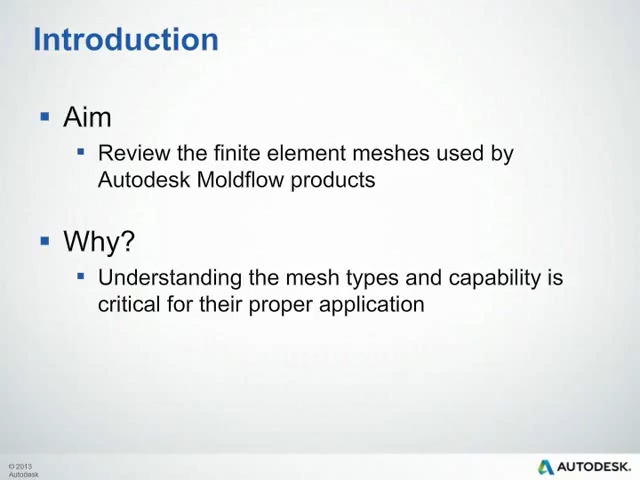 Introduction
Aim
Review the finite element meshes used by
Autodesk Moldflow products
Why?
Understanding the mesh types and capability is
critical for their proper application
© 2013
Autodesk
AUTODESK.